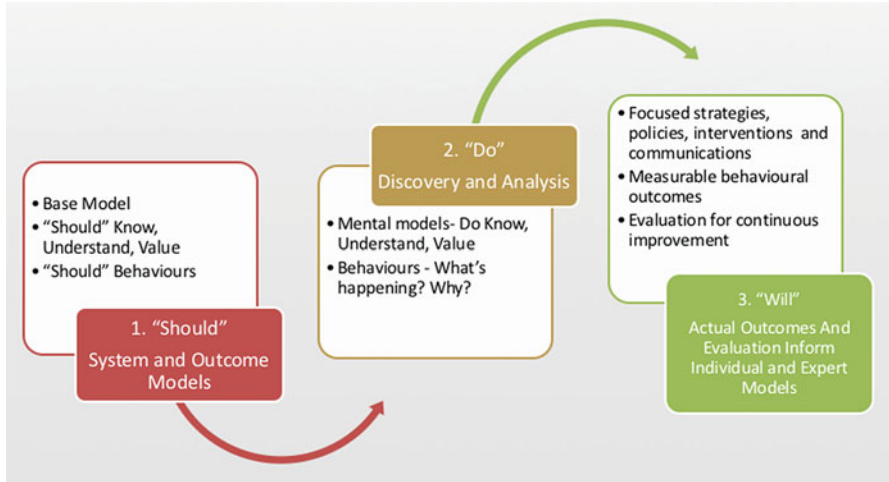 • Base Model
• “Should” Know,
Understand, Value
• “Should” Behaviours
1. “Should”
System and Outcome
Models
2. “Do”
Discovery and Analysis
• Mental models- Do Know,
Understand, Value
• Behaviours - What’s
happening? Why?
• Focused strategies,
policies, interventions and
communications
• Measurable behavioural
outcomes
• Evaluation for continuous
improvement
3. “Will”
Actual Outcomes And
Evaluation Inform
Individual and Expert
Models